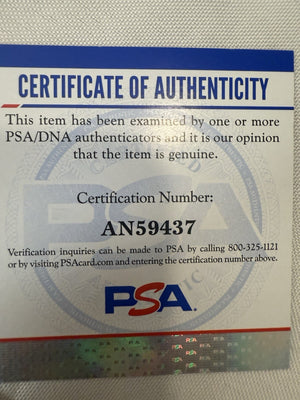 CERTIFICATE OF AUTHENTICITY
This item has been examined by one or more
PSA/DNA authenticators and it is our opinion
that the item is genuine.
Certification Number:
AN59437
Verification inquiries can be made to PSA by calling 800-325-1121
or by visiting PSAcard.com and entering the certification number above.
PSA